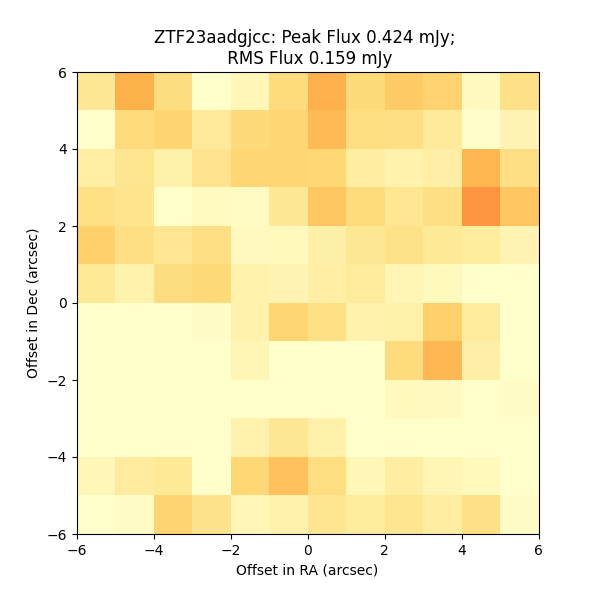 ZTF23aadgjcc: Peak Flux 0.424 mJy;
RMS Flux 0.159 mJy
6
4
2
0
−2
−4
−6
Offset in Dec (arcsec)
−6 −4 −2 0 2 4 6
Offset in RA (arcsec)